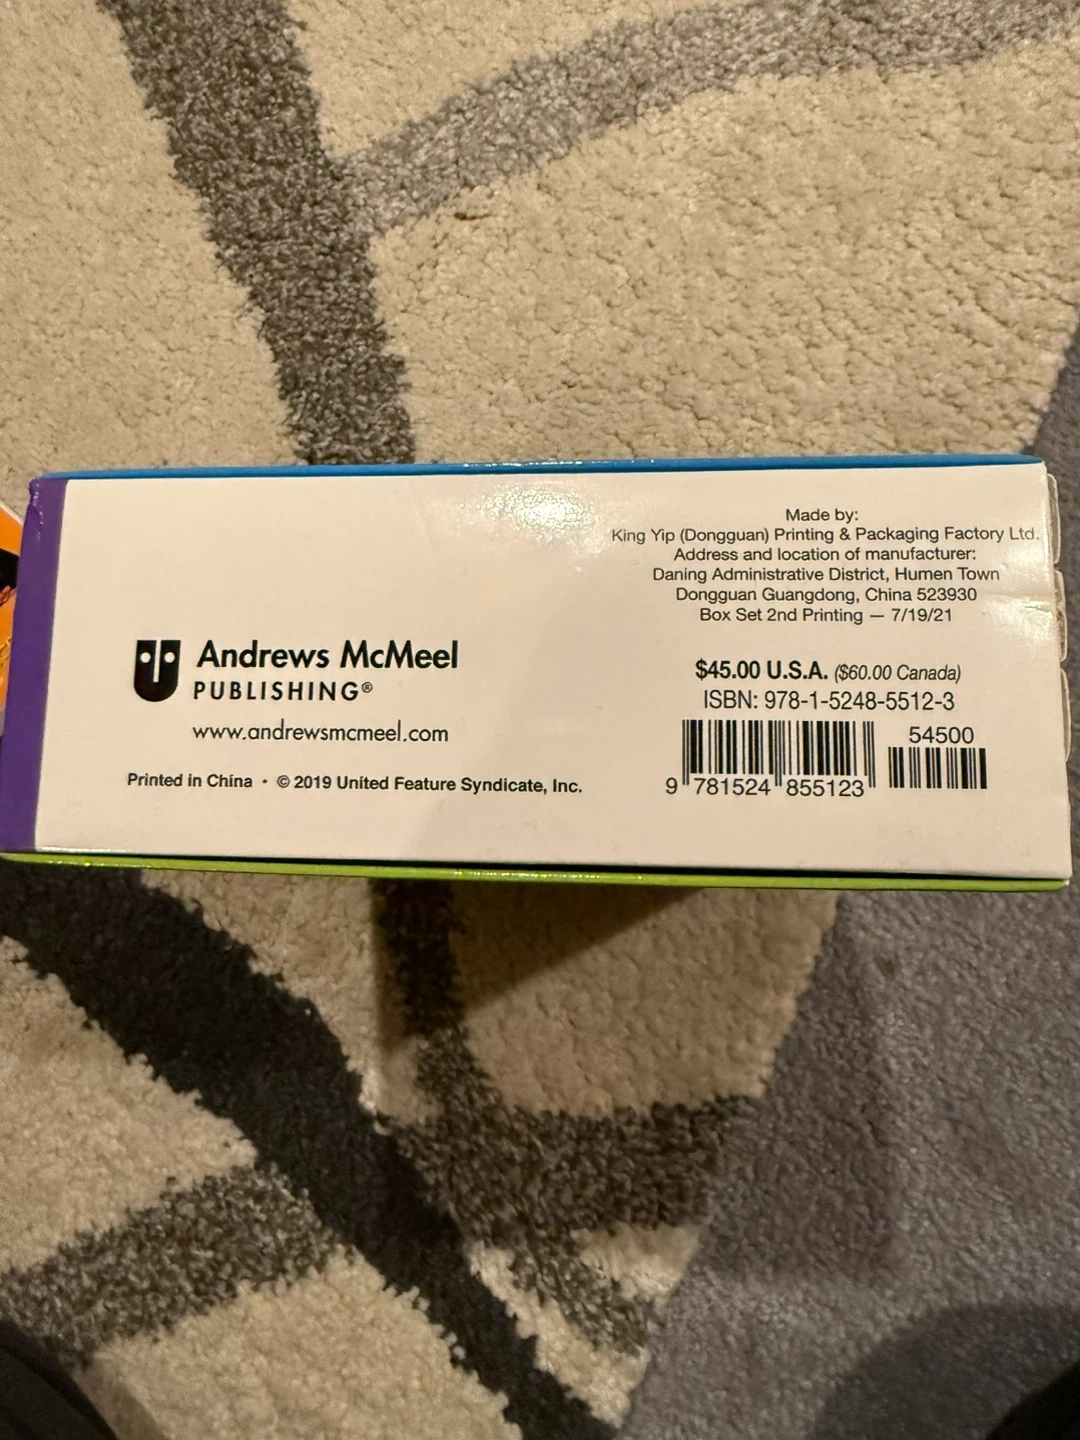 Made by:
King Yip (Dongguan) Printing & Packaging Factory Ltd.
Address and location of manufacturer:
Daning Administrative District, Humen Town
Dongguan Guangdong, China 523930
Box Set 2nd Printing — 7/19/21
Andrews McMeel
PUBLISHING®
www.andrewsmcmeel.com
Printed in China • © 2019 United Feature Syndicate, Inc.
$45.00 U.S.A. ($60.00 Canada)
ISBN: 978-1-5248-5512-3
54500
9 781524 855123